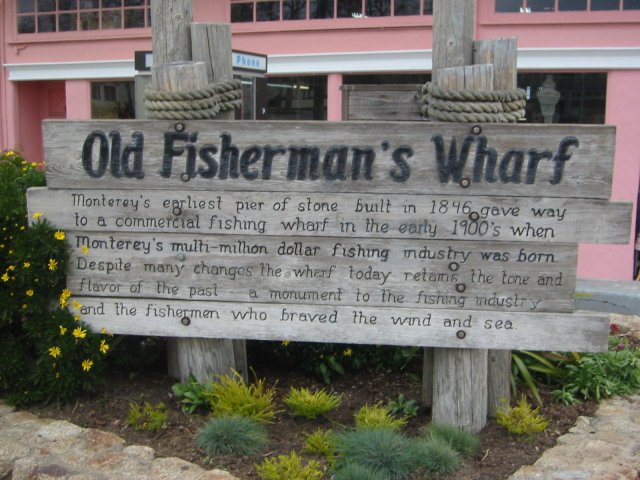 Phone
Old Fisherman's Wharf
Monterey's earliest pier of stone built in 1846 gave way
to a commercial fishing wharf in the early 1900's when
Monterey's multi-million dollar fishing industry was born
Despite many changes the wharf today retains the tone and
flavor of the past - a monument to the fishing industry
and the fishermen who braved the wind and sea